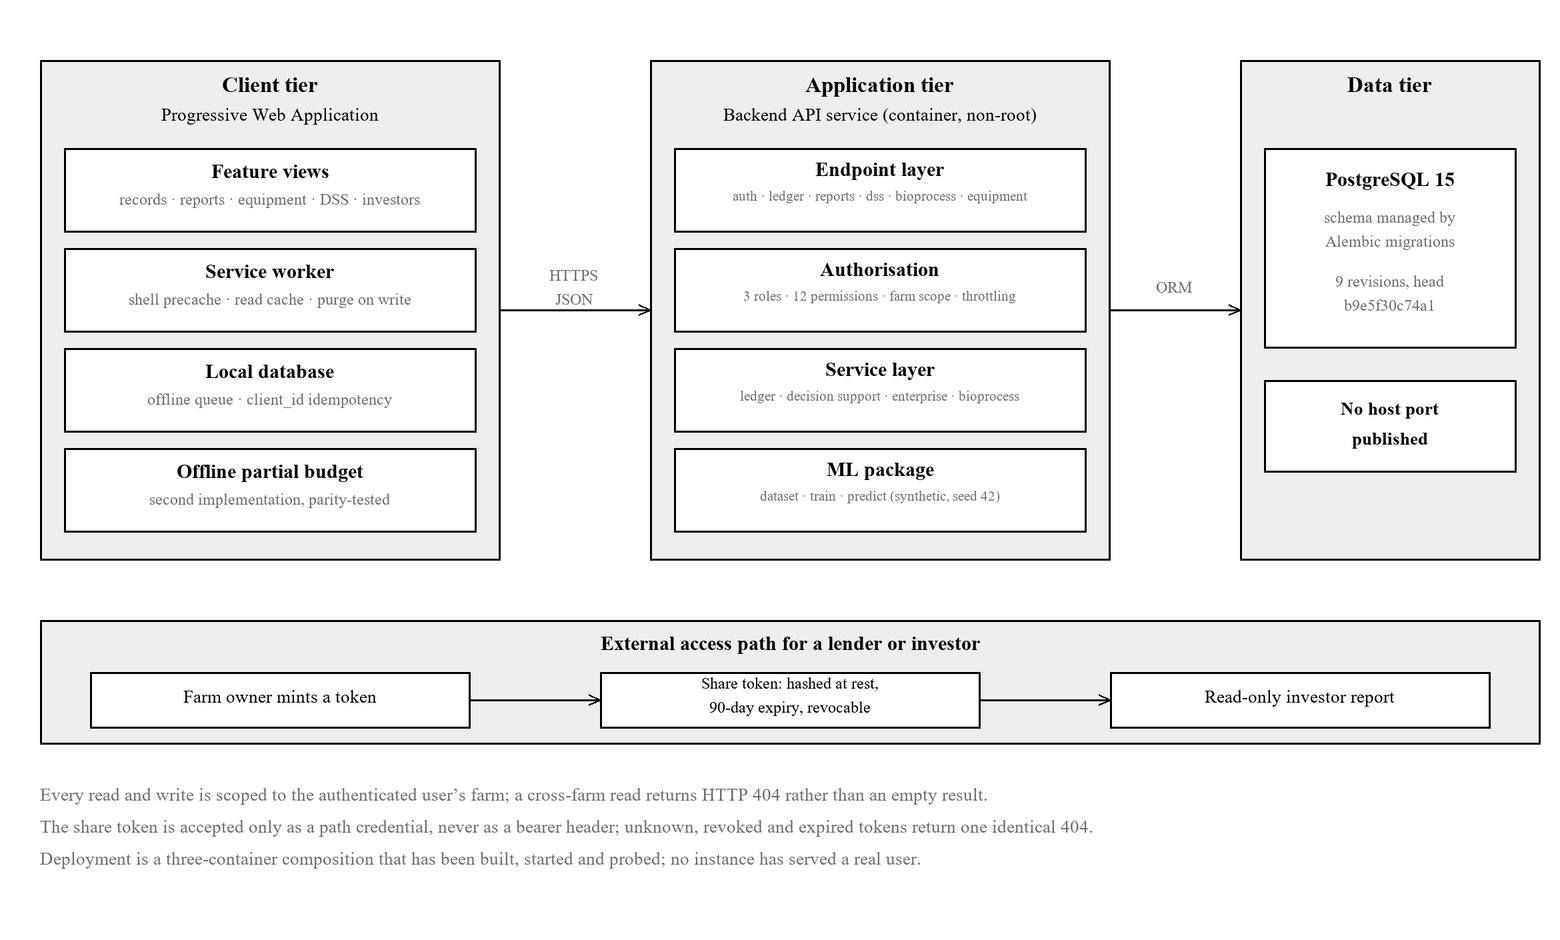 Client tier
Progressive Web Application
Feature views
records · reports · equipment · DSS · investors
Service worker
shell precache · read cache · purge on write
Local database
offline queue · client_id idempotency
Offline partial budget
second implementation, parity-tested
HTTPS
JSON
Application tier
Backend API service (container, non-root)
Endpoint layer
auth · ledger · reports · dss · bioprocess · equipment
Authorisation
3 roles · 12 permissions · farm scope · throttling
Service layer
ledger · decision support · enterprise · bioprocess
ML package
dataset · train · predict (synthetic, seed 42)
ORM
Data tier
PostgreSQL 15
schema managed by
Alembic migrations
9 revisions, head
b9e5f30c74a1
No host port
published
External access path for a lender or investor
Farm owner mints a token
Share token: hashed at rest,
90-day expiry, revocable
Read-only investor report
Every read and write is scoped to the authenticated user’s farm; a cross-farm read returns HTTP 404 rather than an empty result.
The share token is accepted only as a path credential, never as a bearer header; unknown, revoked and expired tokens return one identical 404.
Deployment is a three-container composition that has been built, started and probed; no instance has served a real user.